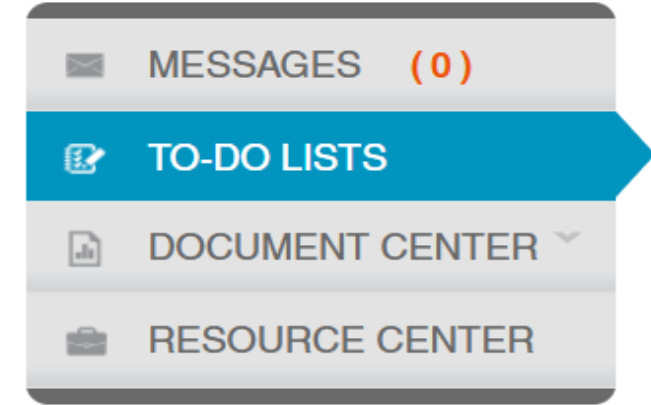 MESSAGES (0)
TO-DO LISTS
DOCUMENT CENTER
RESOURCE CENTER